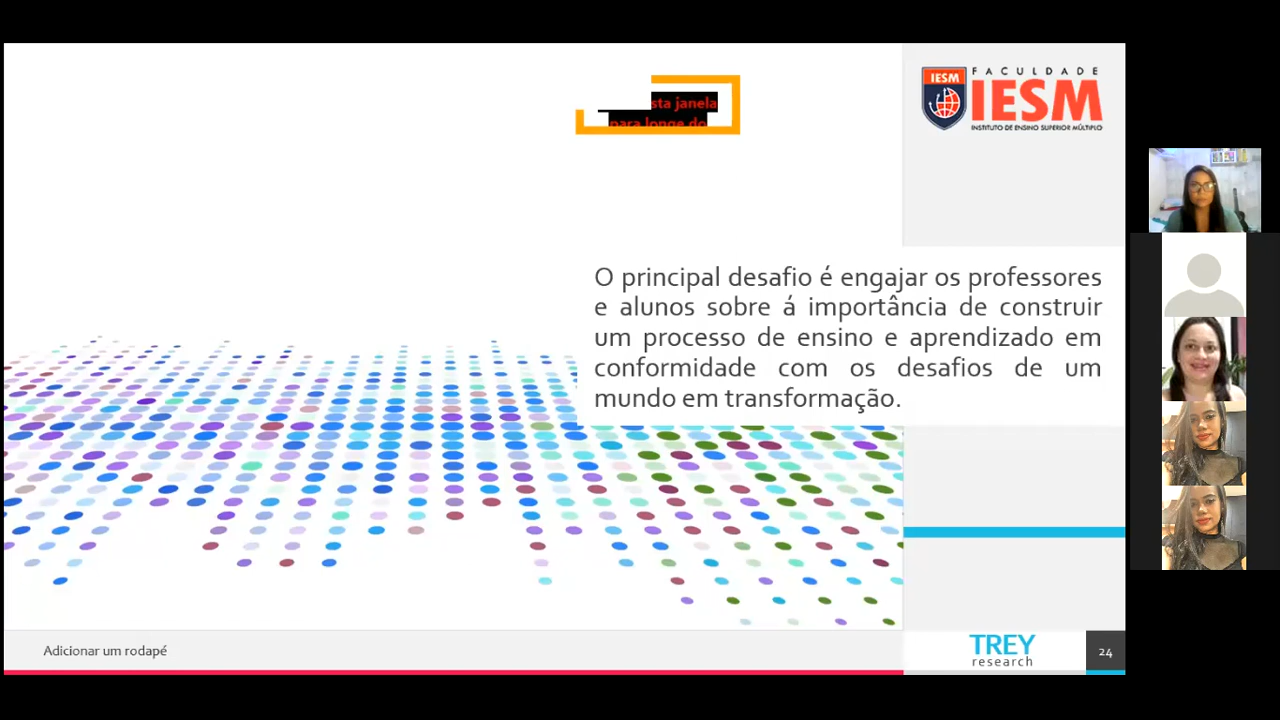 sta janela
para longe do
FACULDADE
IESM
IESM
INSTITUTO DE ENSINO SUPERIOR MÚLTIPLO
O principal desafio é engajar os professores
e alunos sobre á importância de construir
um processo de ensino e aprendizado em
conformidade com os desafios de um
mundo em transformação.
Adicionar um rodapé
TREY
research
24